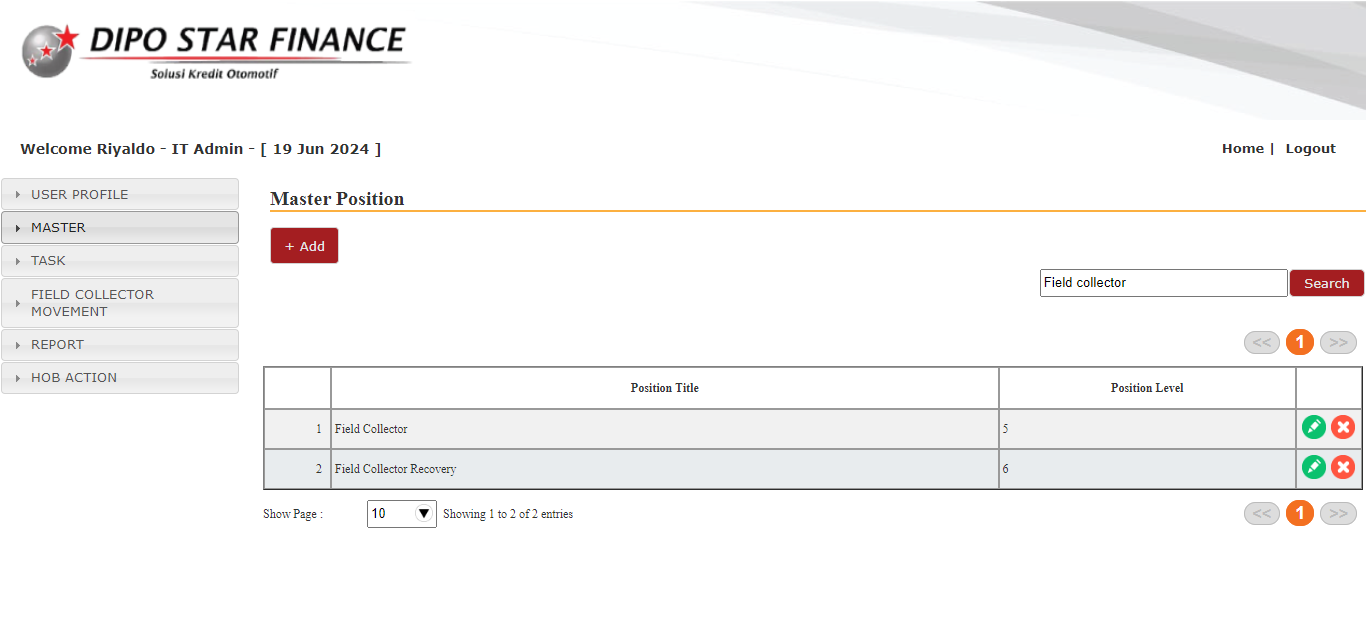 DIPO STAR FINANCE
Solusi Kredit Otomotif
Welcome Riyaldo - IT Admin - [ 19 Jun 2024 ]
Home | Logout
USER PROFILE
MASTER
TASK
FIELD COLLECTOR
MOVEMENT
REPORT
HOB ACTION
Master Position
+ Add
Field collector Search
<< 1 >>
Position Title Position Level
1 Field Collector 5
2 Field Collector Recovery 6
Show Page : 10 Showing 1 to 2 of 2 entries << 1 >>